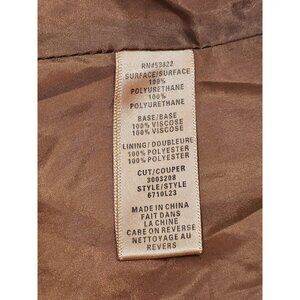 RN#53822
SURFACE/SURFACE
100%
POLYURETHANE
100%
POLYURETHANE
BASE/BASE
100% VISCOSE
100% VISCOSE
LINING/DOUBLEURE
100% POLYESTER
100% POLYESTER
CUT/COUPER
3003208
STYLE/STYLE
6710L23
MADE IN CHINA
FAIT DANS
LA CHINE
CARE ON REVERSE
NETTOYAGE AU
REVERS